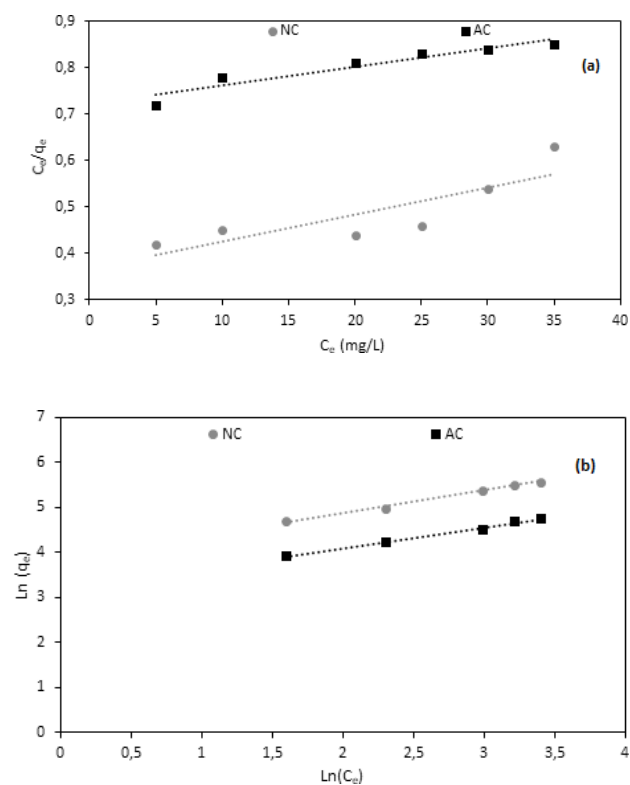 NC AC
(a)
0,9
0,8
0,7
0,6
0,5
0,4
0,3
Ce/qe
0 5 10 15 20 25 30 35 40
Ce (mg/L)
NC AC
(b)
7
6
5
4
3
2
1
0
Ln (qe)
0 0,5 1 1,5 2 2,5 3 3,5 4
Ln(Ce)